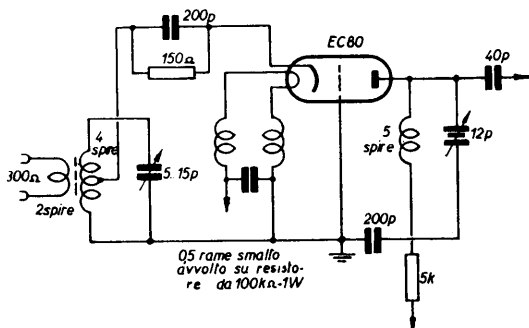 200p
EC80
150Ω
40p
4
spire
5
spire
12p
300Ω
5..15p
2spire
200p
0,5 rame smalto
avvolto su resisto-
re da 100kΩ-1W
5k